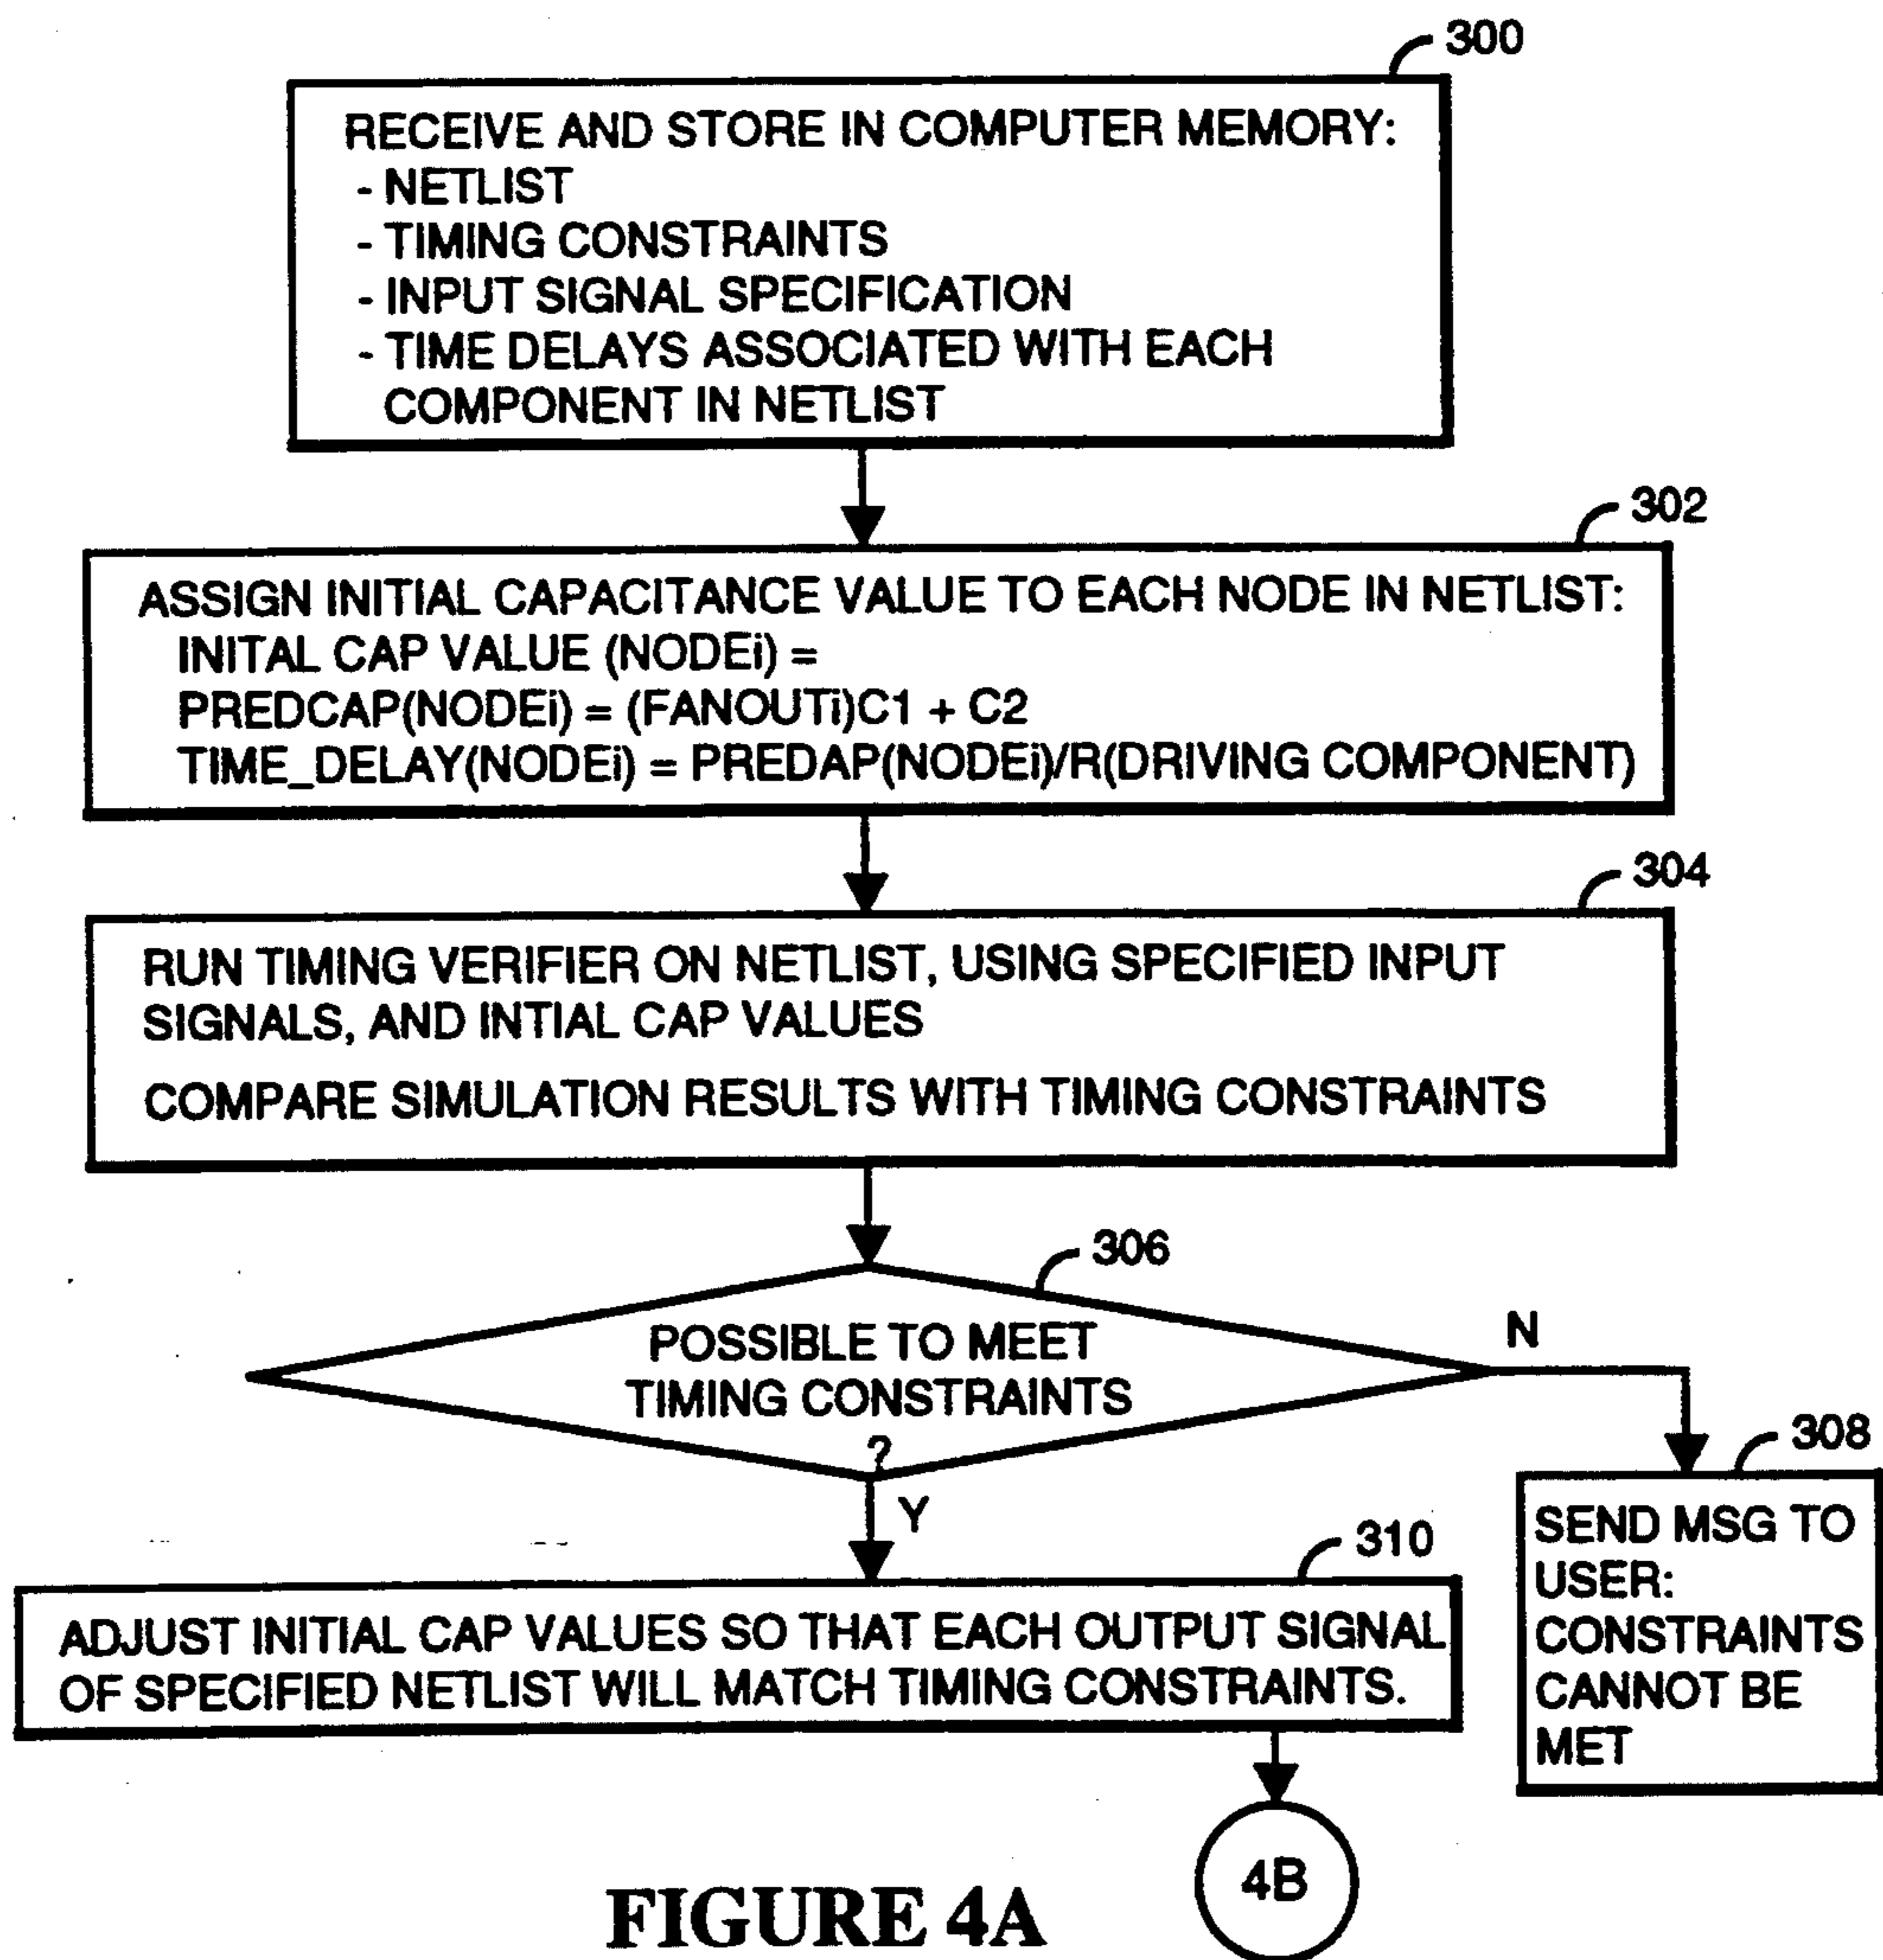 300
RECEIVE AND STORE IN COMPUTER MEMORY:
- NETLIST
- TIMING CONSTRAINTS
- INPUT SIGNAL SPECIFICATION
- TIME DELAYS ASSOCIATED WITH EACH
COMPONENT IN NETLIST
302
ASSIGN INITIAL CAPACITANCE VALUE TO EACH NODE IN NETLIST:
INITAL CAP VALUE (NODEi) =
PREDCAP(NODEi) = (FANOUTi)C1 + C2
TIME_DELAY(NODEi) = PREDAP(NODEi)/R(DRIVING COMPONENT)
304
RUN TIMING VERIFIER ON NETLIST, USING SPECIFIED INPUT
SIGNALS, AND INTIAL CAP VALUES
COMPARE SIMULATION RESULTS WITH TIMING CONSTRAINTS
306
POSSIBLE TO MEET
TIMING CONSTRAINTS
?
N
Y
308
SEND MSG TO
USER:
CONSTRAINTS
CANNOT BE
MET
310
ADJUST INITIAL CAP VALUES SO THAT EACH OUTPUT SIGNAL
OF SPECIFIED NETLIST WILL MATCH TIMING CONSTRAINTS.
4B
FIGURE 4A